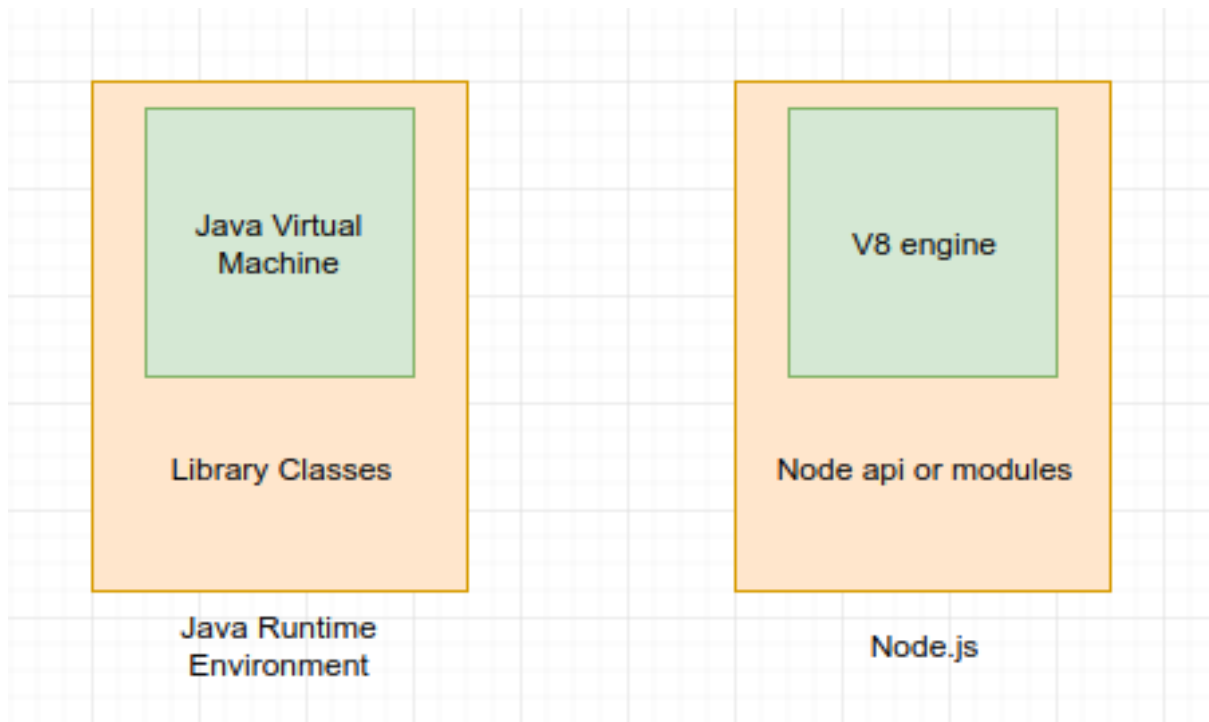 Java Virtual
Machine
Library Classes
Java Runtime
Environment
V8 engine
Node api or modules
Node.js